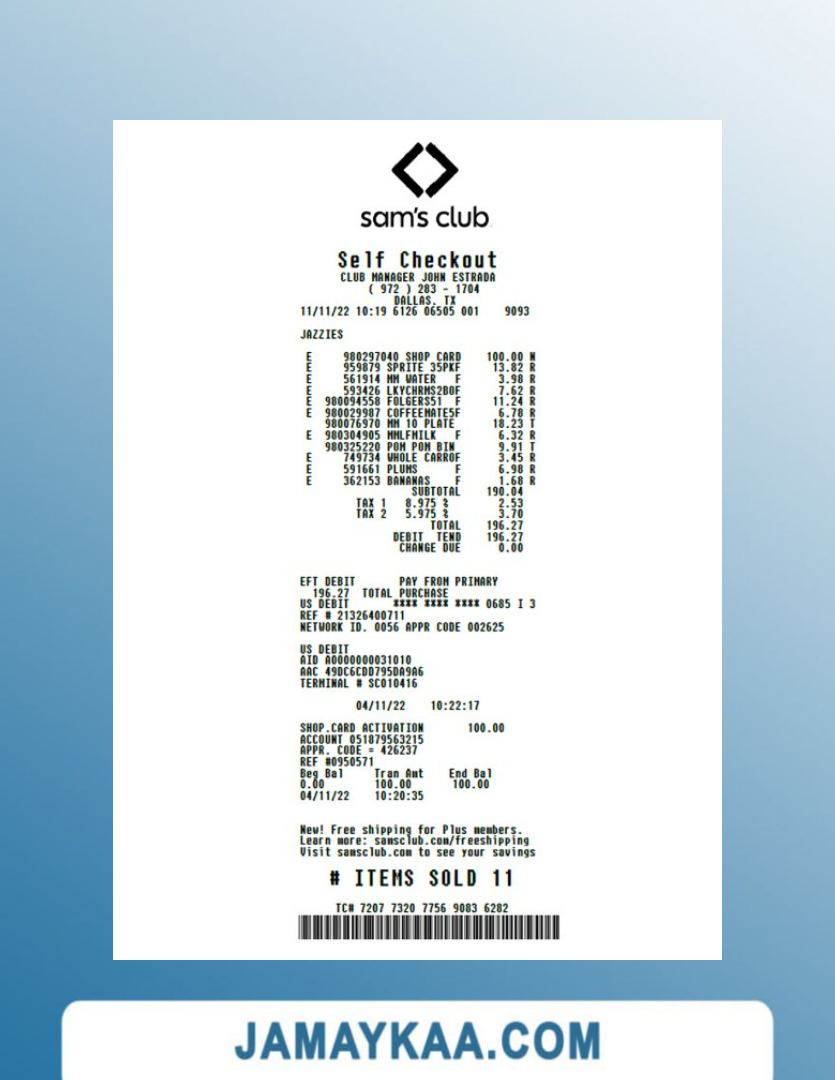 sam's club
Self Checkout
CLUB MANAGER JOHN ESTRADA
( 972 ) 283 - 1704
DALLAS, TX
11/11/22 10:19 6126 06505 001 9093
JAZZIES
E 980297040 SHOP CARD 100.00 N
E 959879 SPRITE 35PKF 13.82 R
E 561914 MM WATER F 3.98 R
E 593426 LKYCHRMS2B0F 7.62 R
E 980094558 FOLGERS51 F 11.24 R
E 980029987 COFFEEMATE5F 6.78 R
980076970 MM 10 PLATE 18.23 T
E 980304905 MMLFMILK F 6.32 R
980325220 POM POM BIN 9.91 T
E 749734 WHOLE CARROF 3.45 R
E 591661 PLUMS F 6.98 R
E 362153 BANANAS F 1.68 R
SUBTOTAL 190.04
TAX 1 8.975 % 2.53
TAX 2 5.975 % 3.70
TOTAL 196.27
DEBIT TEND 196.27
CHANGE DUE 0.00
EFT DEBIT PAY FROM PRIMARY
196.27 TOTAL PURCHASE
US DEBIT **** **** **** 0685 I 3
REF # 21326400711
NETWORK ID. 0056 APPR CODE 002625
US DEBIT
AID A0000000031010
AAC 49DC6CDD795DA9A6
TERMINAL # SC010416
04/11/22 10:22:17
SHOP.CARD ACTIVATION 100.00
ACCOUNT 051879563215
APPR. CODE = 426237
REF #0950571
Beg Bal Tran Amt End Bal
0.00 100.00 100.00
04/11/22 10:20:35
New! Free shipping for Plus members.
Learn more: samsclub.com/freeshipping
Visit samsclub.com to see your savings
# ITEMS SOLD 11
TC# 7207 7320 7756 9083 6282
JAMAYKAA.COM